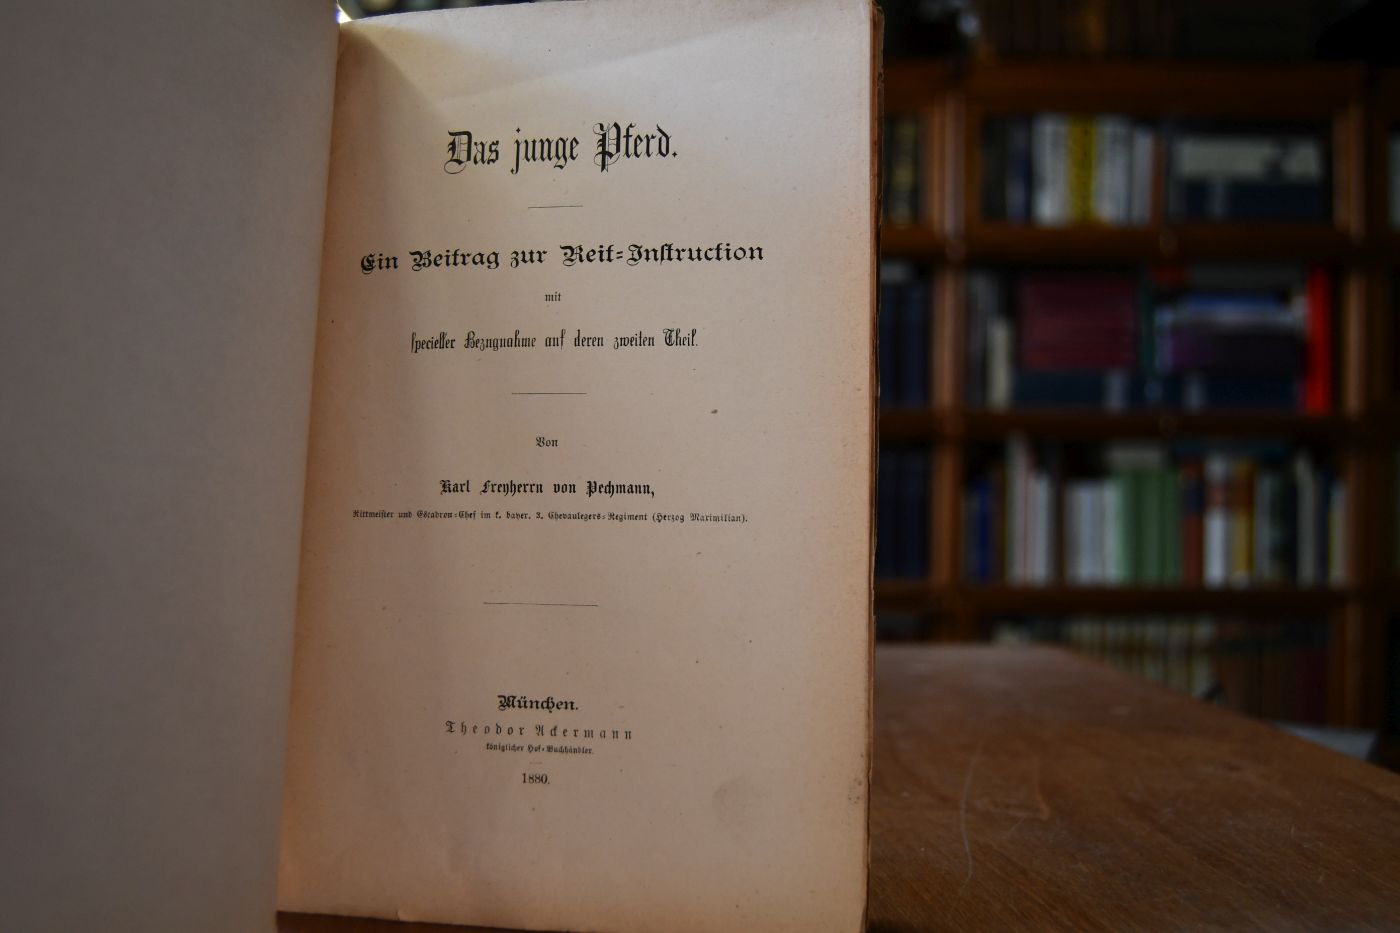 Das junge Pferd.
Ein Beitrag zur Reit-Instruction
mit
specieller Bezugnahme auf deren zweiten Theil.
Von
Karl Freyherrn von Pechmann,
Rittmeister und Escadron-Chef im k. bayer. 3. Chevaulegers-Regiment (Herzog Maximilian).
München.
Theodor Ackermann
königlicher Hof-Buchhändler.
1880.